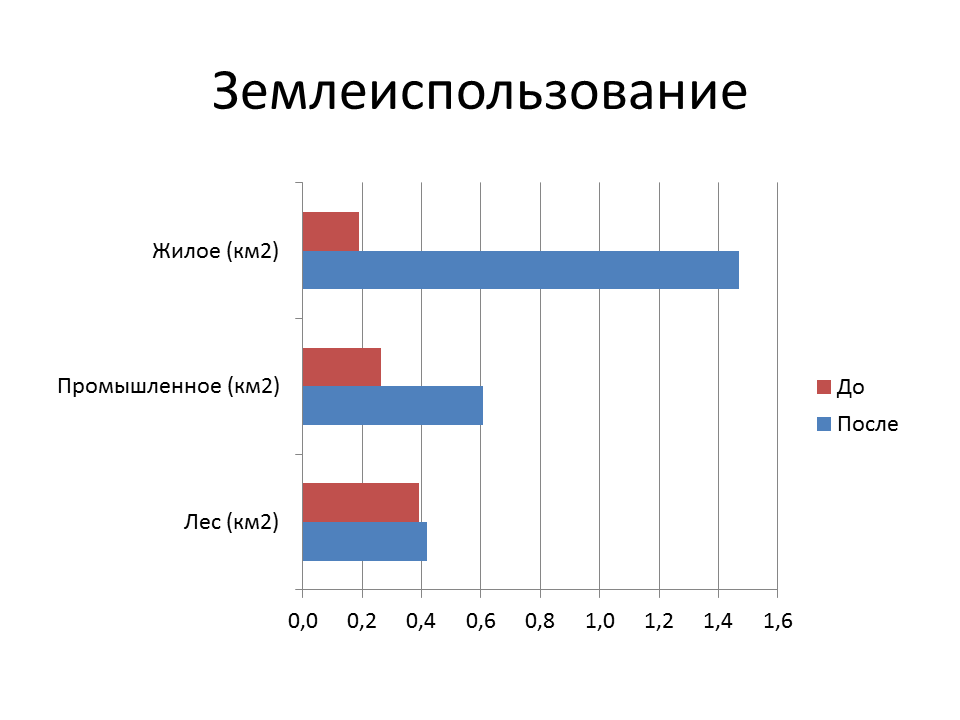 Землеиспользование
Жилое (км2)
Промышленное (км2)
Лес (км2)
До
После
0,0 0,2 0,4 0,6 0,8 1,0 1,2 1,4 1,6